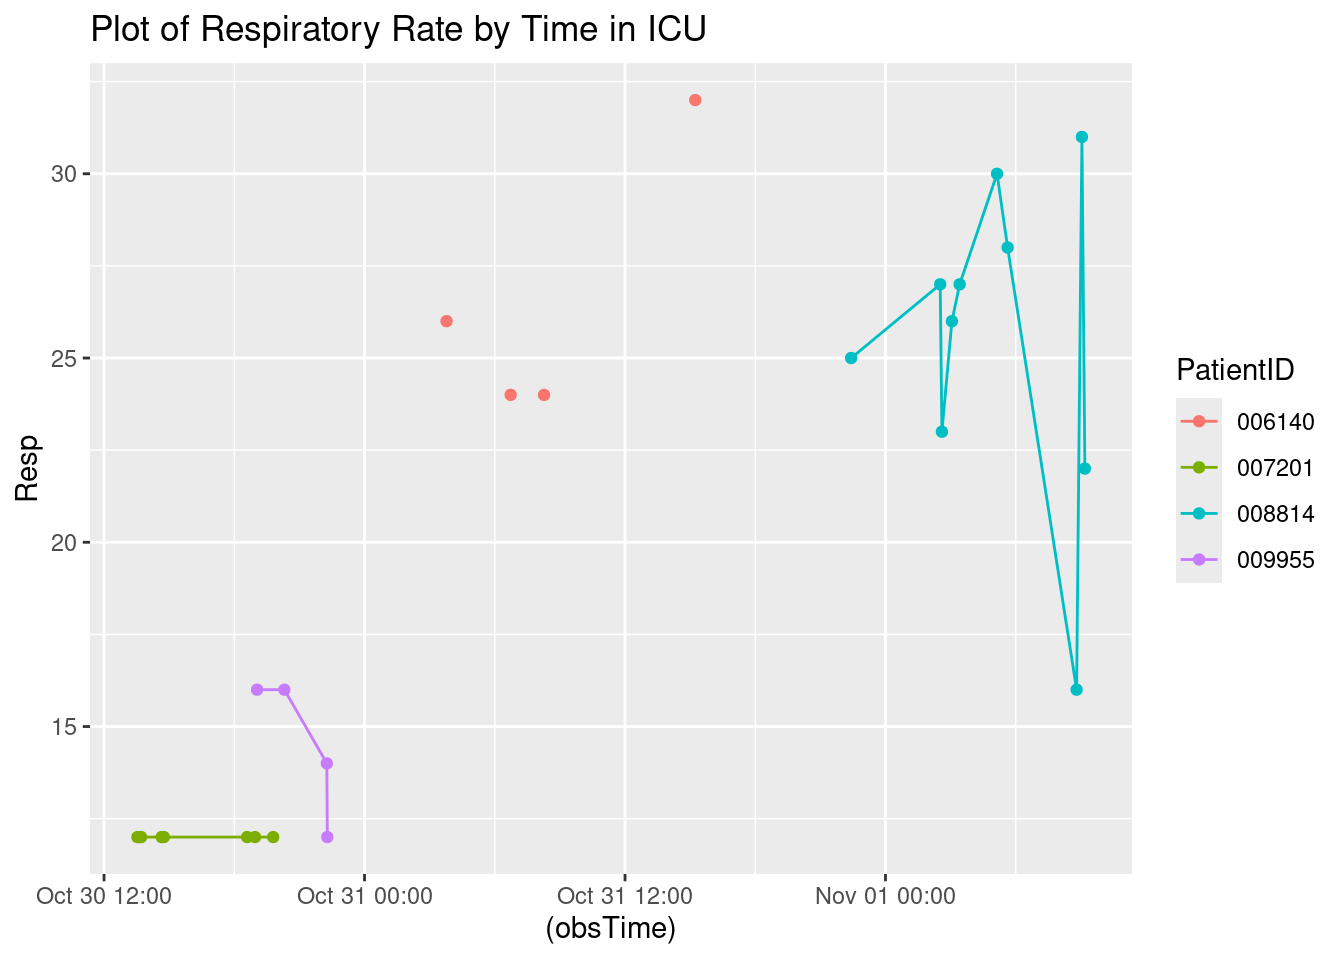 Plot of Respiratory Rate by Time in ICU
30
25
20
15
Resp
Oct 30 12:00
Oct 31 00:00
Oct 31 12:00
Nov 01 00:00
(obsTime)
PatientID
006140
007201
008814
009955